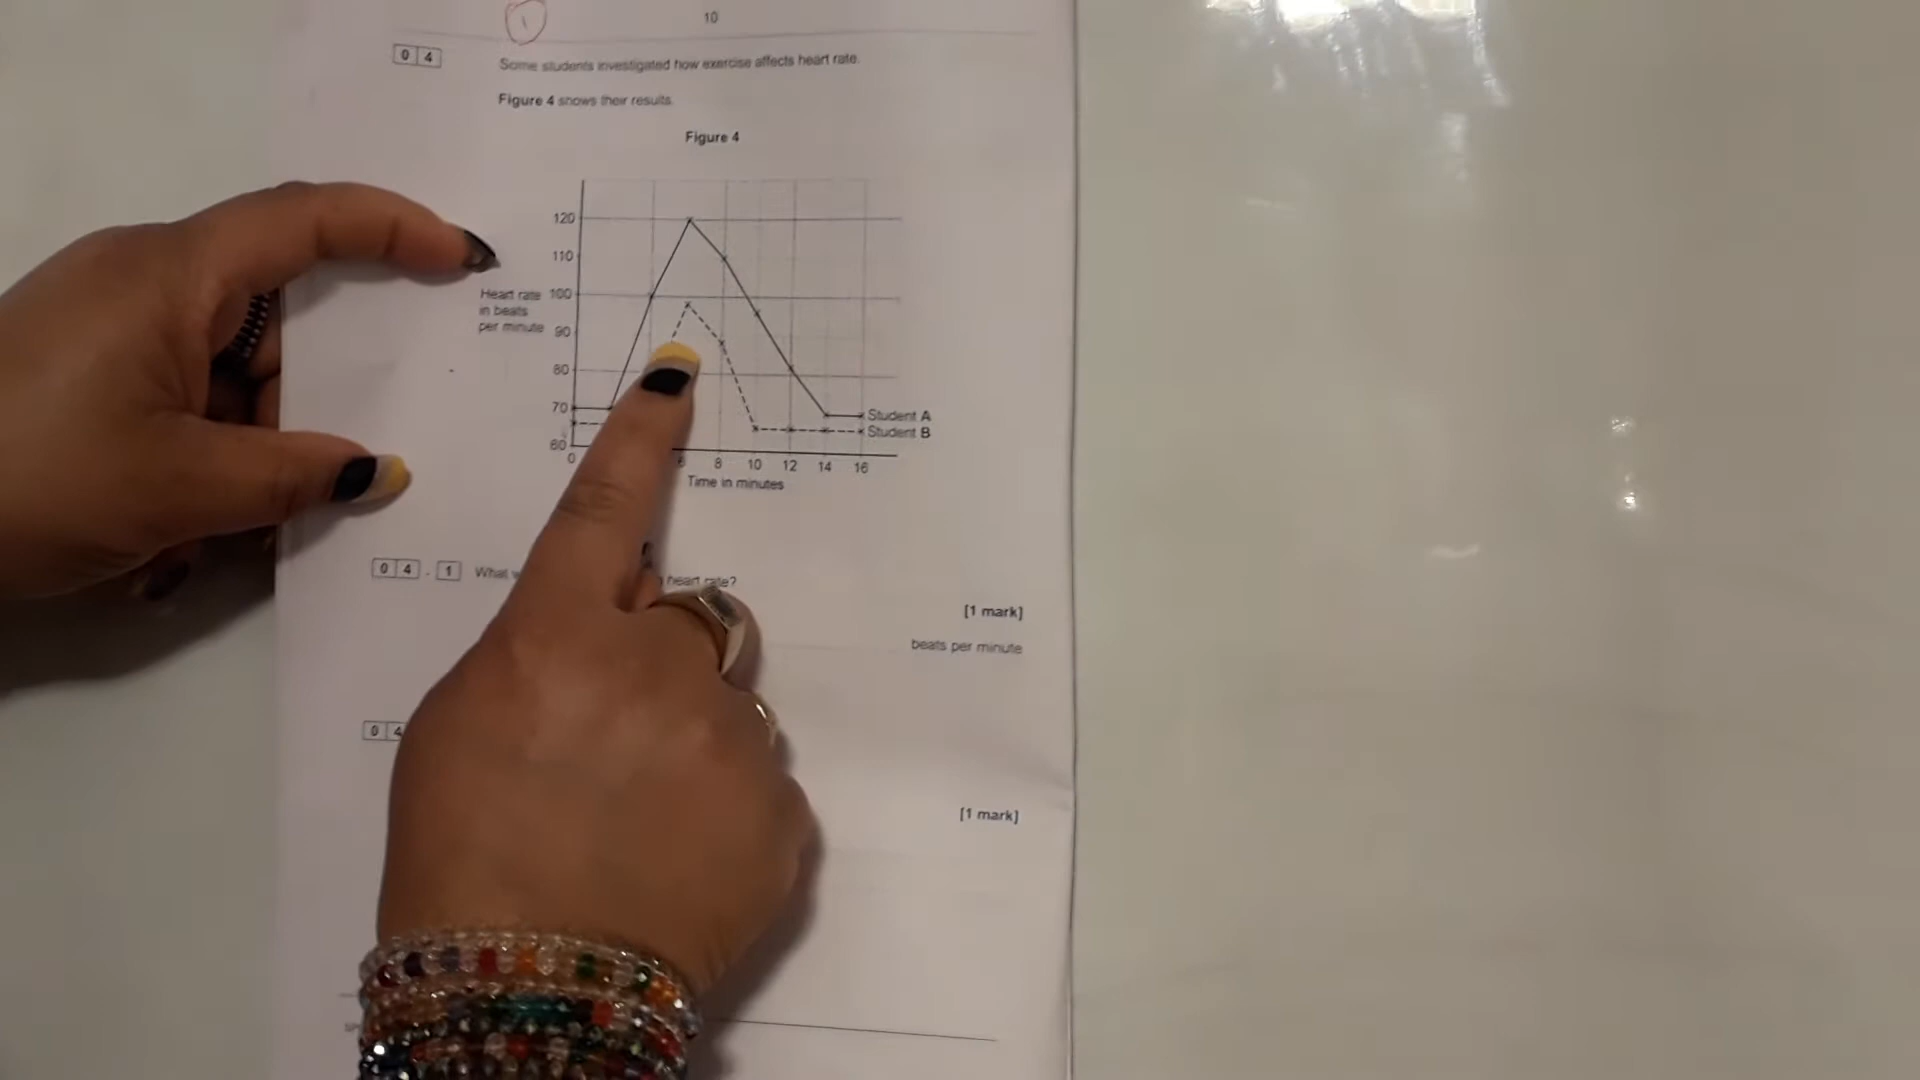 10
0 4
Some students investigated how exercise affects heart rate.
Figure 4 shows their results.
Figure 4
120
110
Heart rate 100
in beats
per minute 90
80
70
60
Student A
Student B
0 6 8 10 12 14 16
Time in minutes
0 4 . 1 What heart rate?
[1 mark]
beats per minute
0 4
[1 mark]